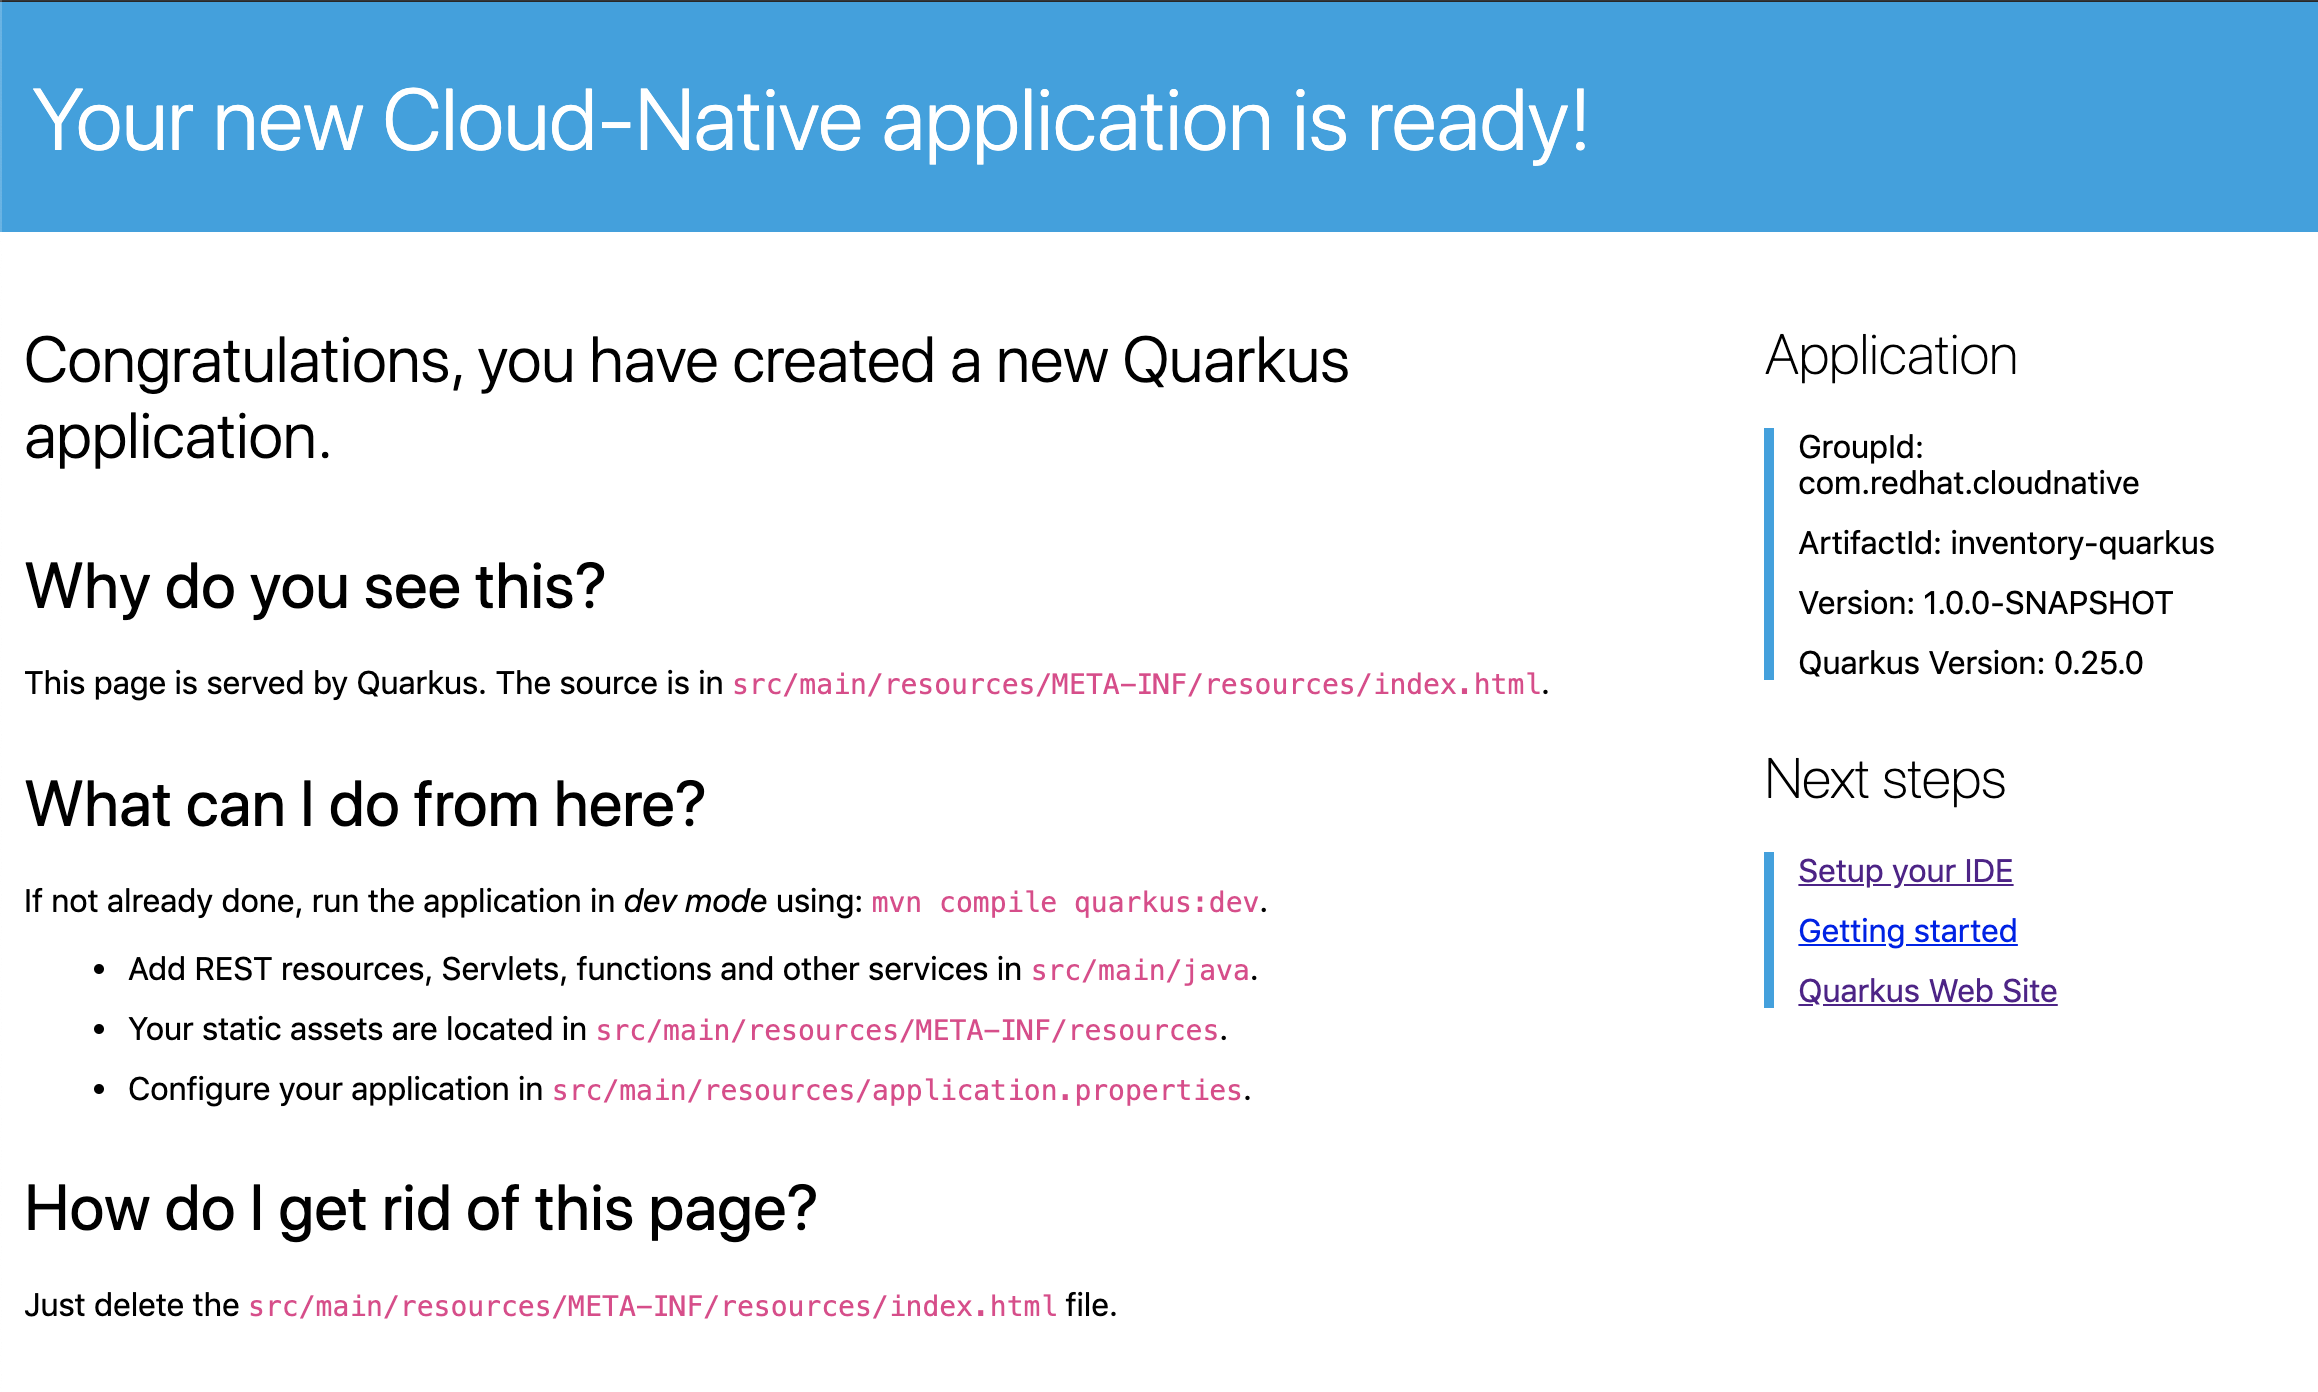 Your new Cloud-Native application is ready!
Congratulations, you have created a new Quarkus
application.
Why do you see this?
This page is served by Quarkus. The source is in src/main/resources/META-INF/resources/index.html.
What can I do from here?
If not already done, run the application in dev mode using: mvn compile quarkus:dev.
• Add REST resources, Servlets, functions and other services in src/main/java.
• Your static assets are located in src/main/resources/META-INF/resources.
• Configure your application in src/main/resources/application.properties.
How do I get rid of this page?
Just delete the src/main/resources/META-INF/resources/index.html file.
Application
GroupId:
com.redhat.cloudnative
ArtifactId: inventory-quarkus
Version: 1.0.0-SNAPSHOT
Quarkus Version: 0.25.0
Next steps
Setup your IDE
Getting started
Quarkus Web Site